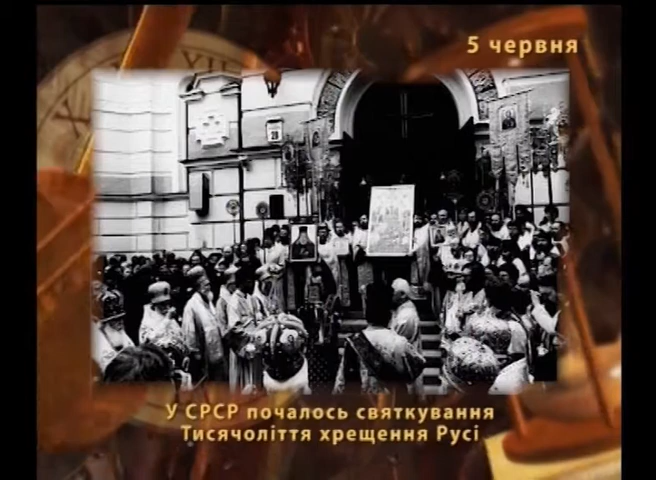 5 червня
У СРСР почалось святкування
Тисячоліття хрещення Русі